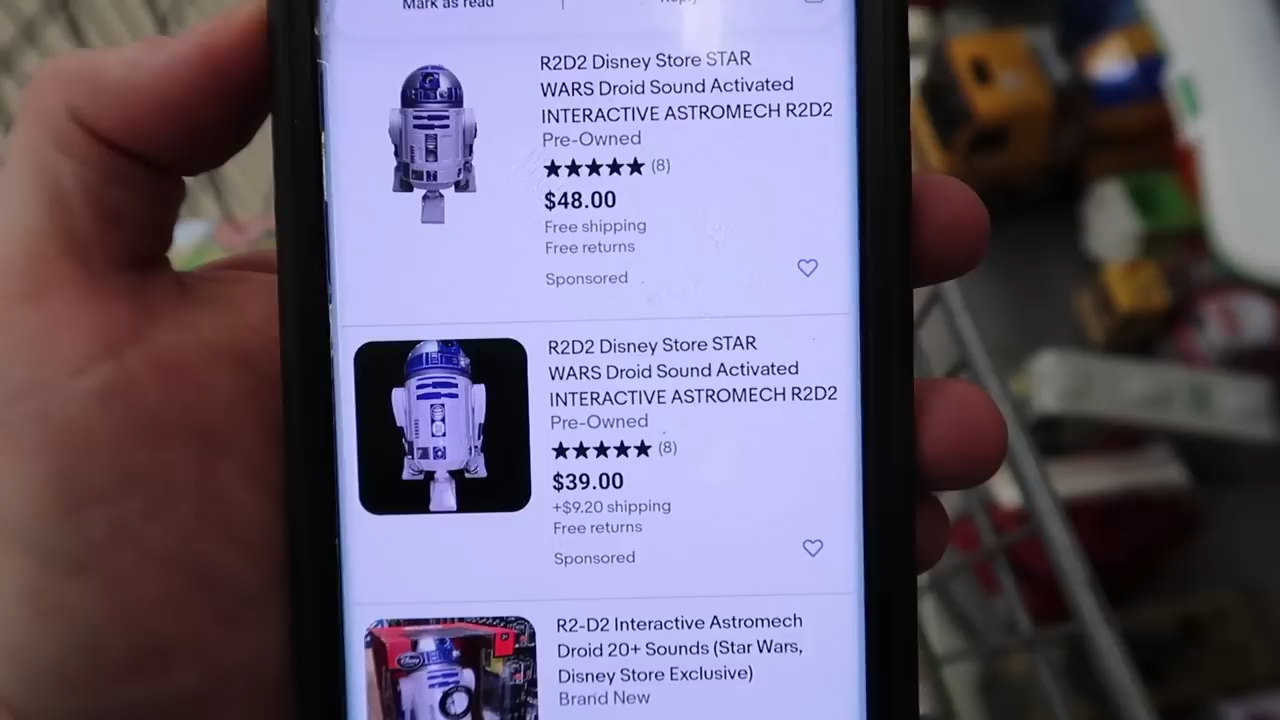 Mark as read
Reply
R2D2 Disney Store STAR
WARS Droid Sound Activated
INTERACTIVE ASTROMECH R2D2
Pre-Owned
★★★★★ (8)
$48.00
Free shipping
Free returns
Sponsored
R2D2 Disney Store STAR
WARS Droid Sound Activated
INTERACTIVE ASTROMECH R2D2
Pre-Owned
★★★★★ (8)
$39.00
+$9.20 shipping
Free returns
Sponsored
R2-D2 Interactive Astromech
Droid 20+ Sounds (Star Wars,
Disney Store Exclusive)
Brand New